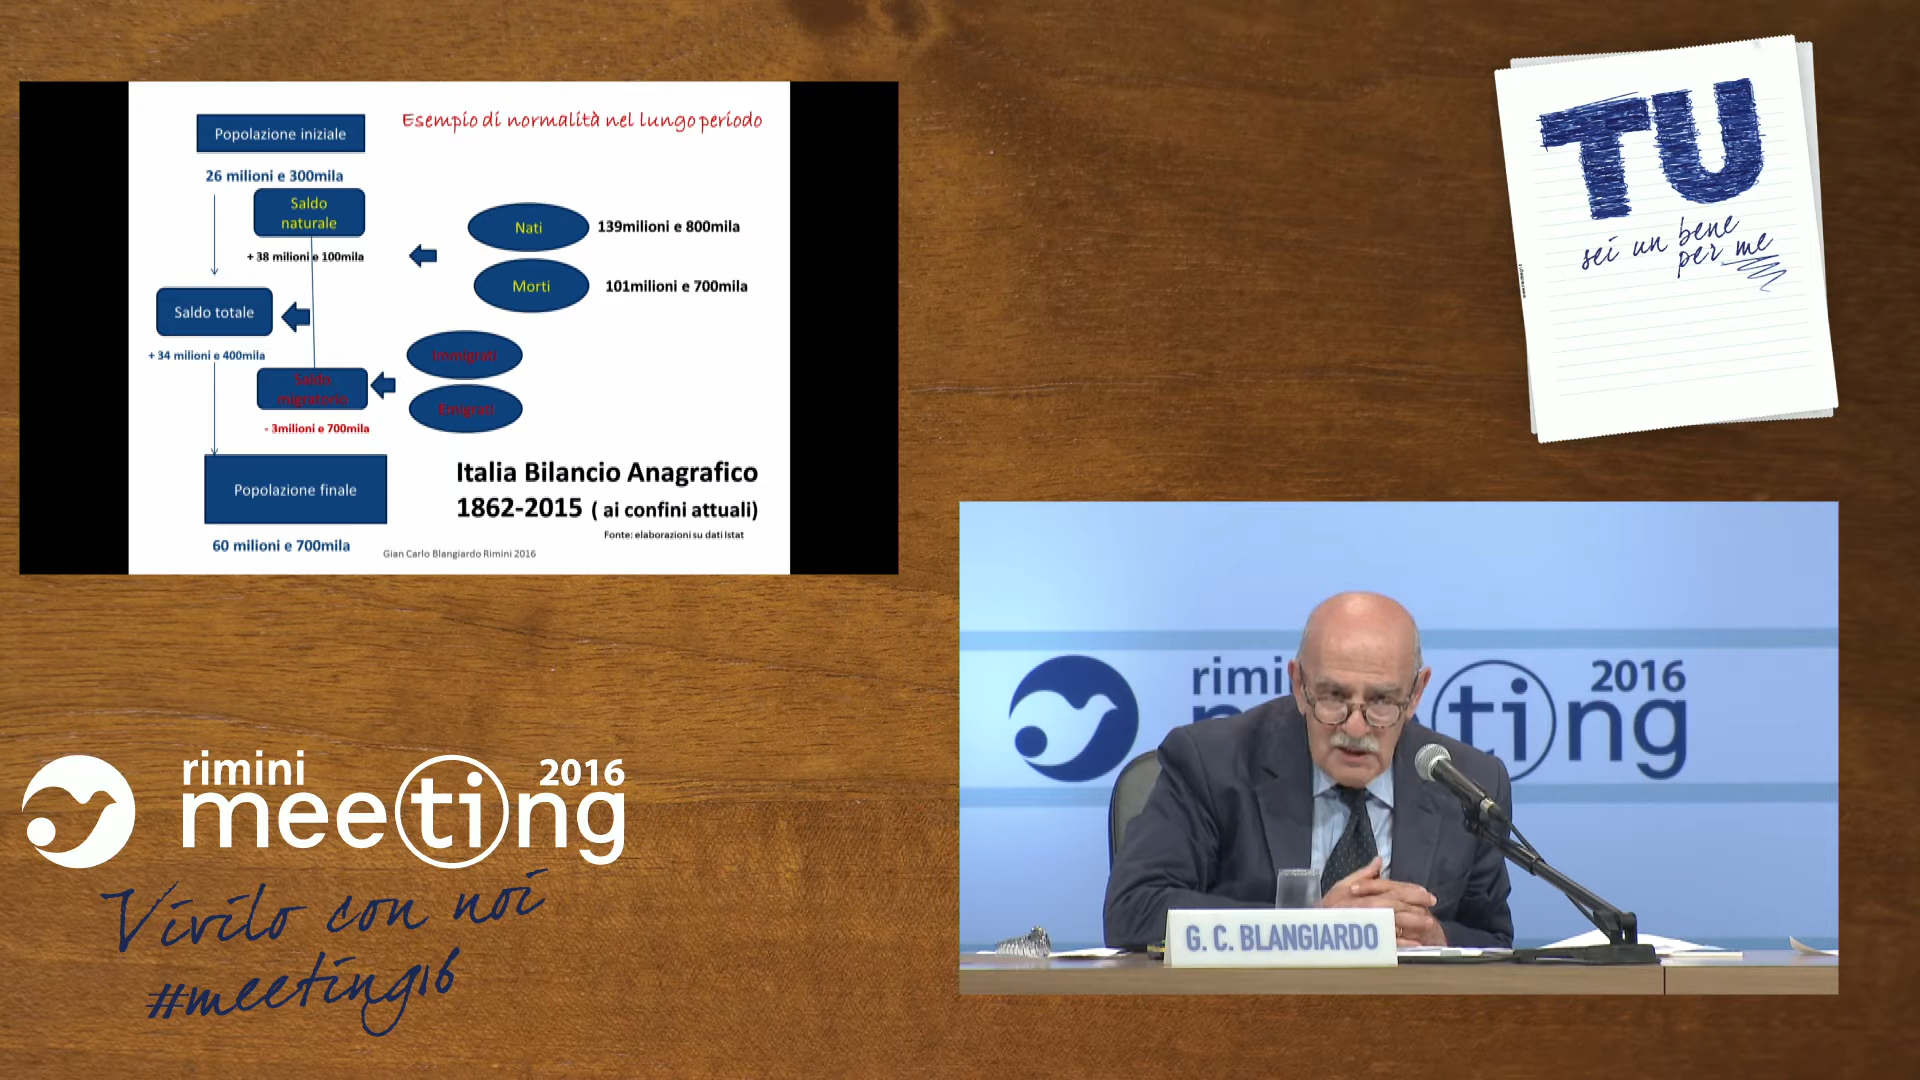 Esempio di normalità nel lungo periodo
Popolazione iniziale
26 milioni e 300mila
Saldo
naturale
+ 38 milioni e 100mila
Nati
139milioni e 800mila
Morti
101milioni e 700mila
Saldo totale
+ 34 milioni e 400mila
Immigrati
Saldo
migratorio
Emigrati
- 3milioni e 700mila
Popolazione finale
60 milioni e 700mila
Italia Bilancio Anagrafico
1862-2015 ( ai confini attuali)
Fonte: elaborazioni su dati Istat
Gian Carlo Blangiardo Rimini 2016
TU
sei un bene
per me
rimini
2016
meeting
Vivilo con noi
#meeting16
2016
ting
G. C. BLANGIARDO